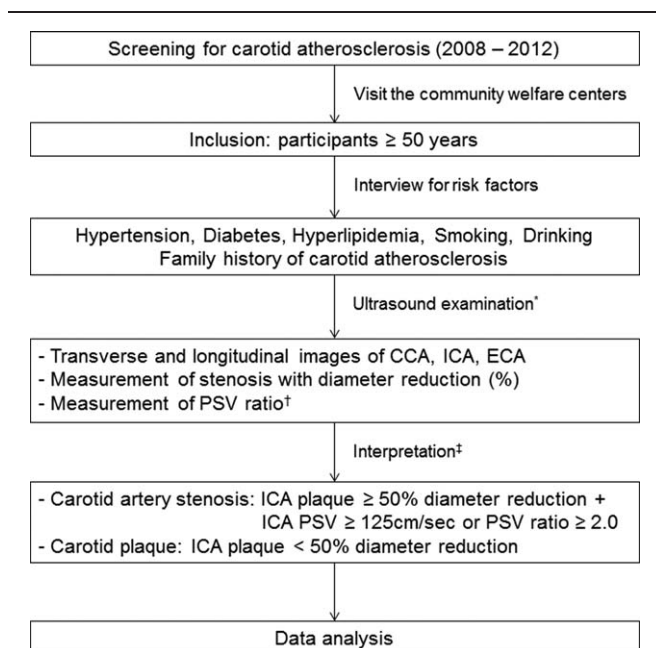 Screening for carotid atherosclerosis (2008 – 2012)
Visit the community welfare centers
Inclusion: participants ≥ 50 years
Interview for risk factors
Hypertension, Diabetes, Hyperlipidemia, Smoking, Drinking
Family history of carotid atherosclerosis
Ultrasound examination*
- Transverse and longitudinal images of CCA, ICA, ECA
- Measurement of stenosis with diameter reduction (%)
- Measurement of PSV ratio†
Interpretation‡
- Carotid artery stenosis: ICA plaque ≥ 50% diameter reduction +
ICA PSV ≥ 125cm/sec or PSV ratio ≥ 2.0
- Carotid plaque: ICA plaque < 50% diameter reduction
Data analysis